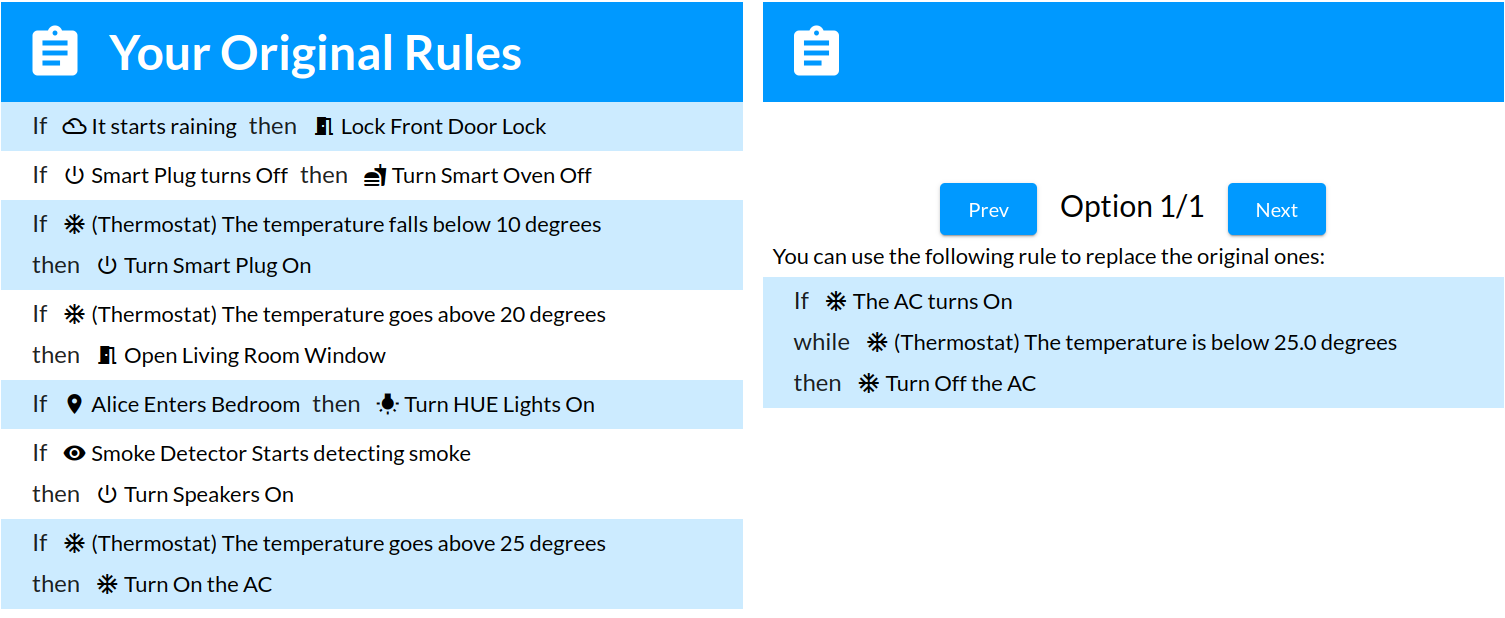 Your Original Rules
If It starts raining then Lock Front Door Lock
If Smart Plug turns Off then Turn Smart Oven Off
If (Thermostat) The temperature falls below 10 degrees
then Turn Smart Plug On
If (Thermostat) The temperature goes above 20 degrees
then Open Living Room Window
If Alice Enters Bedroom then Turn HUE Lights On
If Smoke Detector Starts detecting smoke
then Turn Speakers On
If (Thermostat) The temperature goes above 25 degrees
then Turn On the AC
Prev Option 1/1 Next
You can use the following rule to replace the original ones:
If The AC turns On
while (Thermostat) The temperature is below 25.0 degrees
then Turn Off the AC